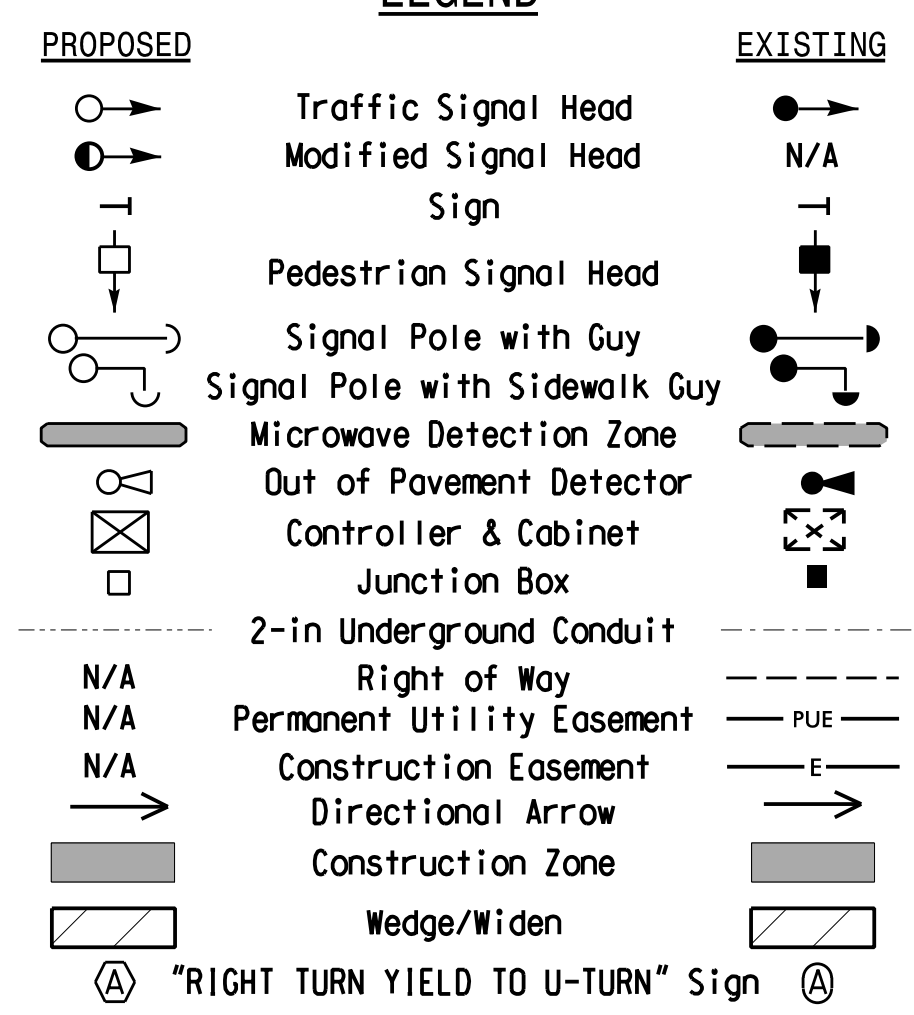 LEGEND
PROPOSED EXISTING
Traffic Signal Head
Modified Signal Head N/A
Sign
Pedestrian Signal Head
Signal Pole with Guy
Signal Pole with Sidewalk Guy
Microwave Detection Zone
Out of Pavement Detector
Controller & Cabinet
Junction Box
2-in Underground Conduit
N/A Right of Way
N/A Permanent Utility Easement PUE
N/A Construction Easement E
Directional Arrow
Construction Zone
Wedge/Widen
A "RIGHT TURN YIELD TO U-TURN" Sign A